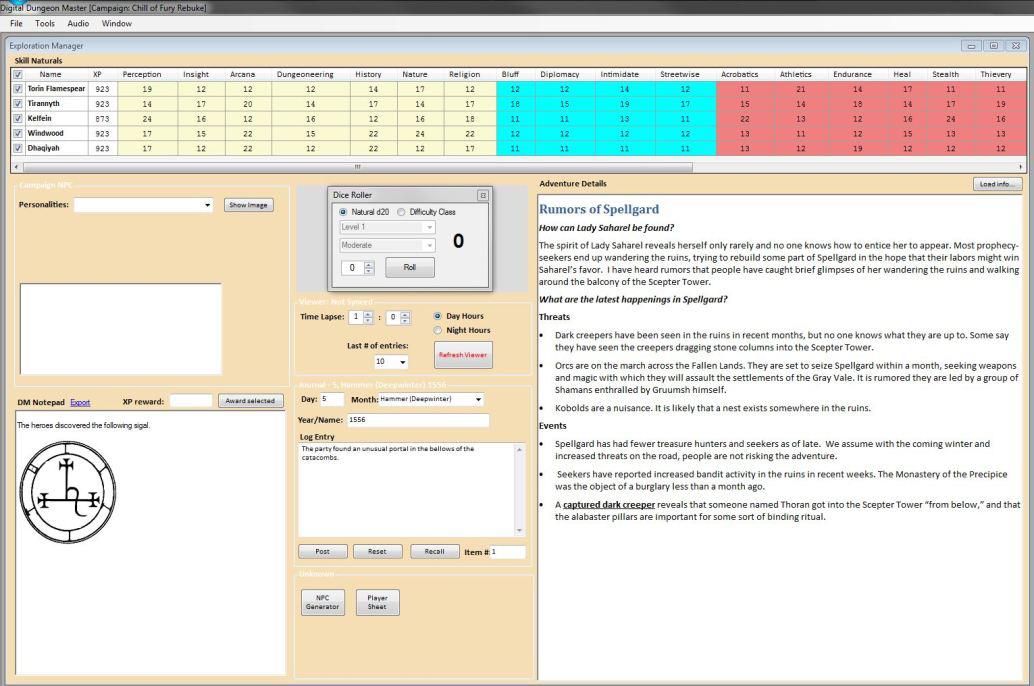 Digital Dungeon Master [Campaign: Chill of Fury Rebuke]
File Tools Audio Window
Exploration Manager
Skill Naturals
Name XP Perception Insight Arcana Dungeoneering History Nature Religion Bluff Diplomacy Intimidate Streetwise Acrobatics Athletics Endurance Heal Stealth Thievery
Torin Flamespear 923 19 12 12 12 14 17 12 12 12 14 12 11 21 14 17 11 11
Tirannyth 923 14 17 20 14 17 14 17 18 15 19 17 15 14 18 14 17 19
Kelfein 873 24 16 12 16 12 16 18 11 11 13 11 22 13 12 16 24 16
Windwood 923 17 15 22 15 22 24 22 12 12 12 12 13 11 12 15 13 13
Dhaqiyah 923 17 12 22 12 22 12 17 11 11 11 11 13 12 19 12 12 12
Campaign NPC
Personalities:
Show Image
Dice Roller
Natural d20 Difficulty Class
Level 1
Moderate
0
0 Roll
Viewer: Not Synced
Time Lapse: 1 : 0 Day Hours
Night Hours
Last # of entries:
10
Refresh Viewer
DM Notepad Export XP reward: Award selected
The heroes discovered the following sigal.
Journal - 5, Hammer (Deepwinter) 1556
Day: 5 Month: Hammer (Deepwinter)
Year/Name: 1556
Log Entry
The party found an unusual portal in the bellows of the
catacombs.
Post Reset Recall Item #: 1
Unknown
NPC
Generator
Player
Sheet
Adventure Details
Load info...
Rumors of Spellgard
How can Lady Saharel be found?
The spirit of Lady Saharel reveals herself only rarely and no one knows how to entice her to appear. Most prophecy-
seekers end up wandering the ruins, trying to rebuild some part of Spellgard in the hope that their labors might win
Saharel's favor. I have heard rumors that people have caught brief glimpses of her wandering the ruins and walking
around the balcony of the Scepter Tower.
What are the latest happenings in Spellgard?
Threats
• Dark creepers have been seen in the ruins in recent months, but no one knows what they are up to. Some say
they have seen the creepers dragging stone columns into the Scepter Tower.
• Orcs are on the march across the Fallen Lands. They are set to seize Spellgard within a month, seeking weapons
and magic with which they will assault the settlements of the Gray Vale. It is rumored they are led by a group of
Shamans enthralled by Gruumsh himself.
• Kobolds are a nuisance. It is likely that a nest exists somewhere in the ruins.
Events
• Spellgard has had fewer treasure hunters and seekers as of late. We assume with the coming winter and
increased threats on the road, people are not risking the adventure.
• Seekers have reported increased bandit activity in the ruins in recent weeks. The Monastery of the Precipice
was the object of a burglary less than a month ago.
• A captured dark creeper reveals that someone named Thoran got into the Scepter Tower "from below," and that
the alabaster pillars are important for some sort of binding ritual.